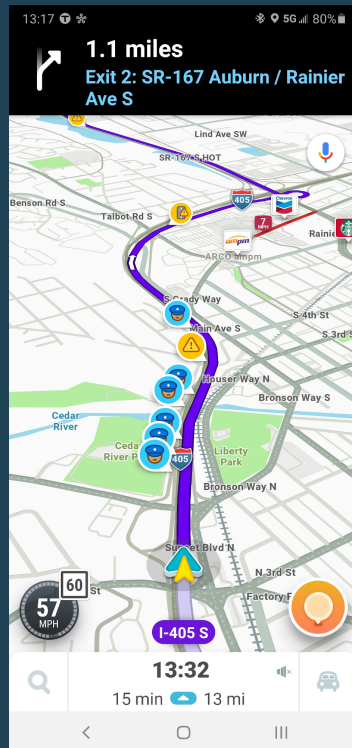 13:17
5G 80%
1.1 miles
Exit 2: SR-167 Auburn / Rainier
Ave S
Lind Ave SW
SR-167 S HOT
405
Chevron
Benson Rd S
Talbot Rd S
7
MPH
ampm
Rainie
ARCO ampm
S Grady Way
S 4th St
Main Ave S
S 3rd S
Houser Way N
Bronson Way S
Cedar
River
Cedar
River P
405
Liberty
Park
Bronson Way N
Sunset Blvd N
N 3rd St
60
St
Factory
57
MPH
I-405 S
13:32
15 min 13 mi